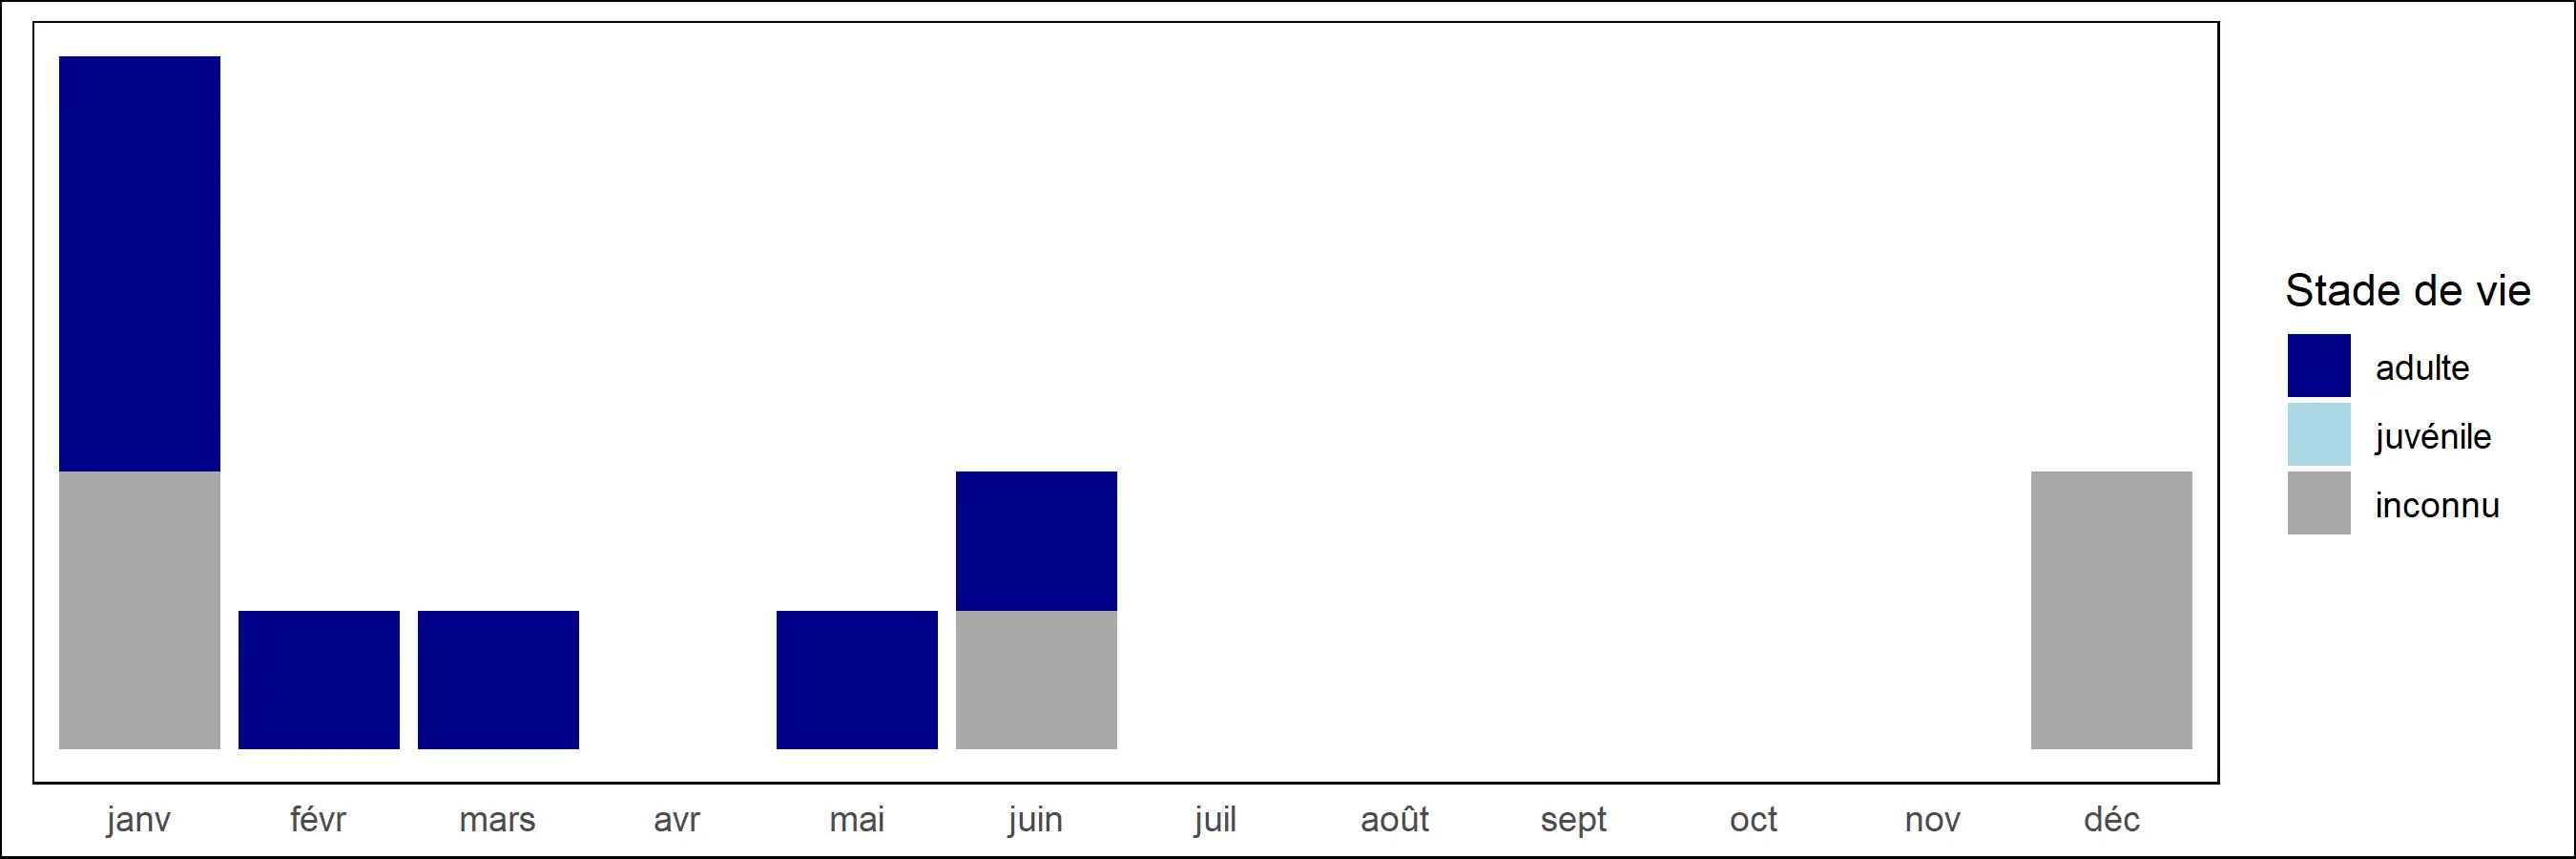 Stade de vie
adulte
juvénile
inconnu
janv févr mars avr mai juin juil août sept oct nov déc